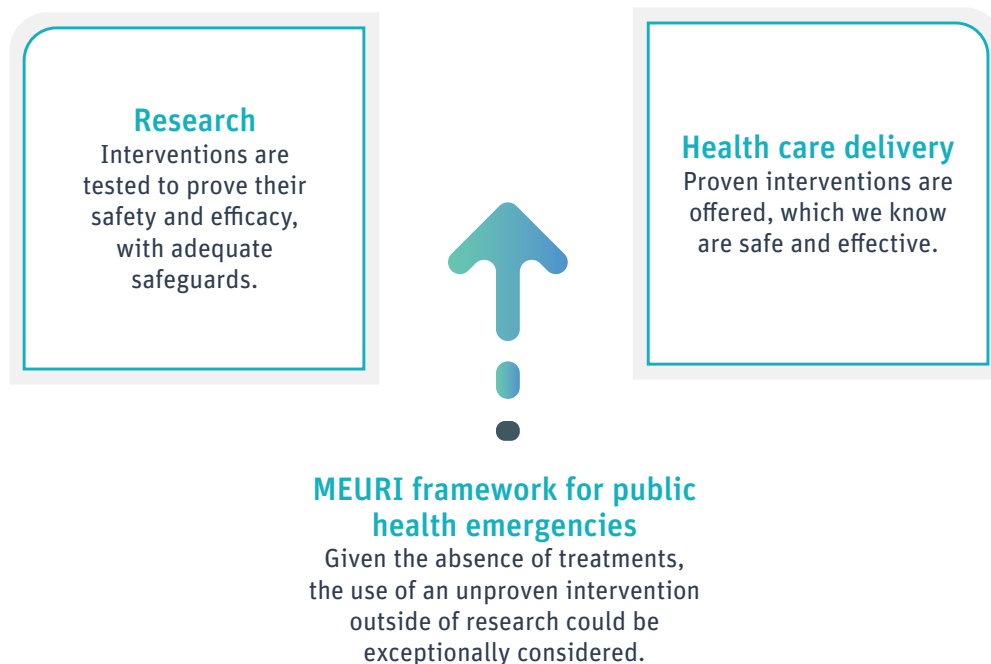 Research
Interventions are
tested to prove their
safety and efficacy,
with adequate
safeguards.
Health care delivery
Proven interventions are
offered, which we know
are safe and effective.
MEURI framework for public
health emergencies
Given the absence of treatments,
the use of an unproven intervention
outside of research could be
exceptionally considered.